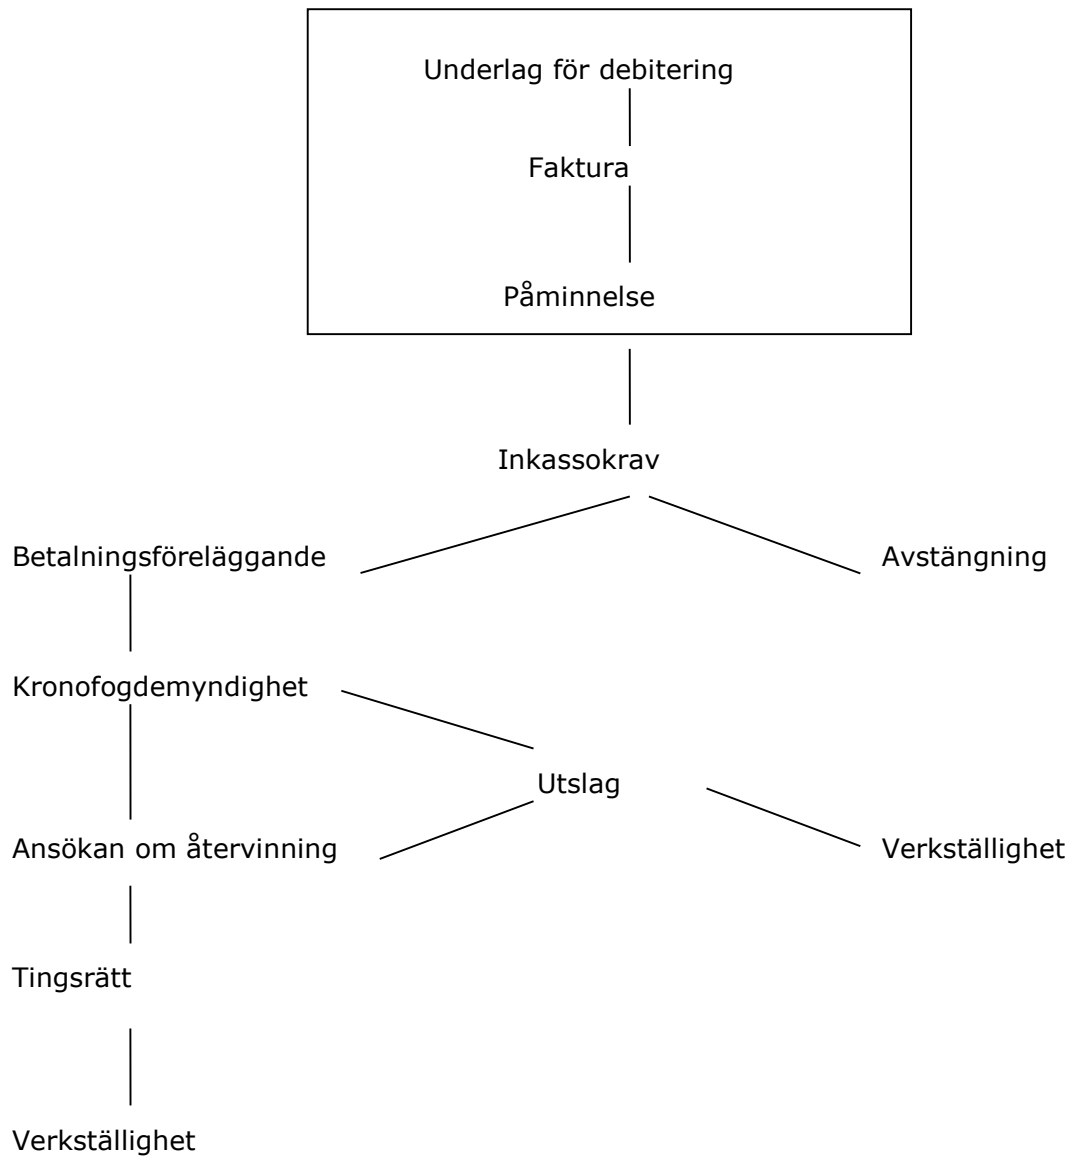 Underlag för debitering
Faktura
Påminnelse
Inkassokrav
Betalningsföreläggande
Avstängning
Kronofogdemyndighet
Utslag
Ansökan om återvinning
Verkställighet
Tingsrätt
Verkställighet